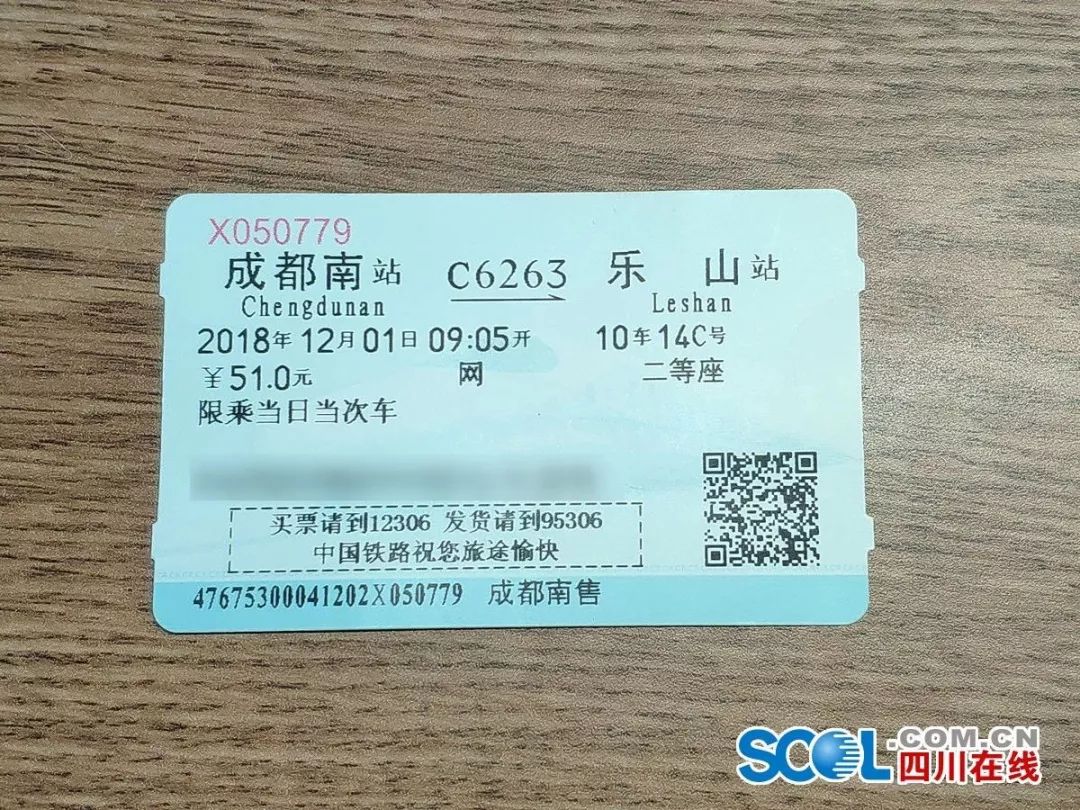 X050779
成都南站 C6263 乐山站
Chengdunan Leshan
2018年12月01日09:05开 10车14C号
￥51.0元 网 二等座
限乘当日当次车
买票请到12306 发货请到95306
中国铁路祝您旅途愉快
47675300041202X050779 成都南售
SCOL.COM.CN
四川在线